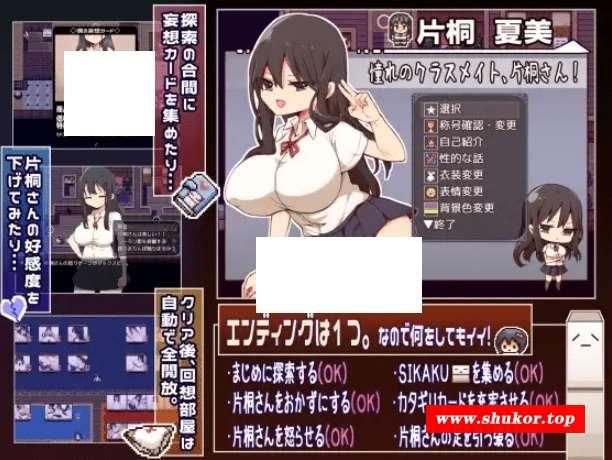 探索の合間に
妄想カードを集めたり…
片桐 夏美
憧れのクラスメイト、片桐さん！
選択
称号確認・変更
自己紹介
性的な話
衣装変更
表情変更
背景色変更
▼終了
片桐さんの好感度を
下げてみたり…
クリア後、回想部屋は
自動で全開放。
エンディングは1つ。なので何をしてもイイ！
・まじめに探索する(OK)
・SIKAKUを集める(OK)
・片桐さんをおかずにする(OK)
・カタギリカードを充実させる(OK)
・片桐さんを怒らせる(OK)
・片桐さんの足を引っ張る(OK)
www.shukor.top